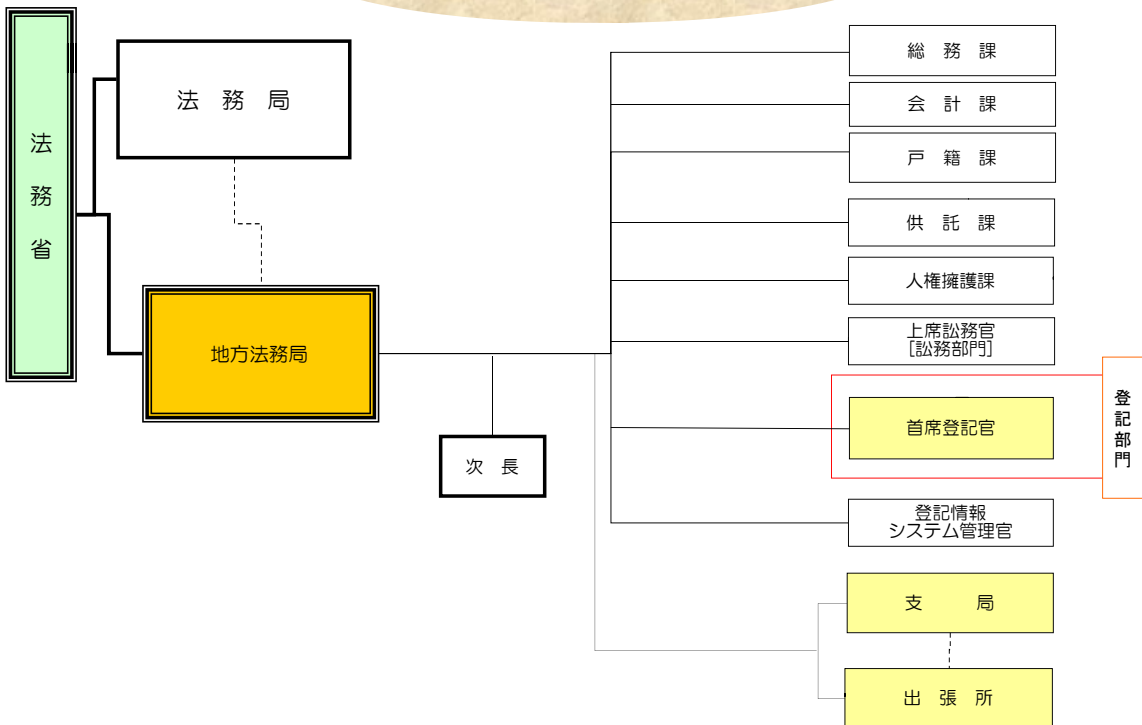 法務省
法　務　局
地方法務局
次　長
総　務　課
会　計　課
戸　籍　課
供　託　課
人権擁護課
上席訟務官
[訟務部門]
首席登記官
登記部門
登記情報
システム管理官
支　　局
出　張　所